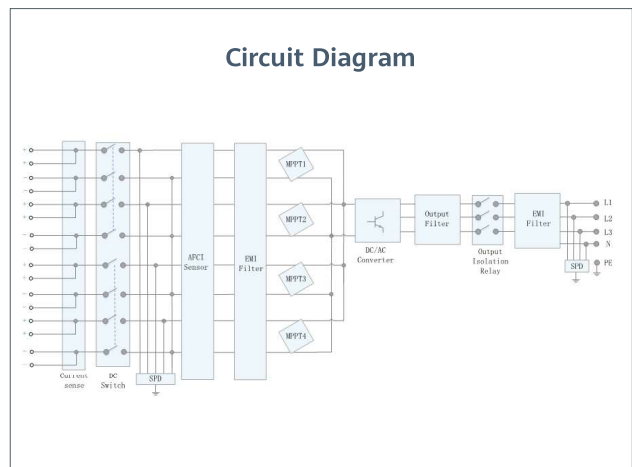 Circuit Diagram
+
+
-
-
+
+
-
-
+
+
-
-
+
+
-
-
Current
sense
DC
Switch
SPD
AFCI
Sensor
EMI
Filter
MPPT1
MPPT2
MPPT3
MPPT4
DC/AC
Converter
Output
Filter
Output
Isolation
Relay
EMI
Filter
L1
L2
L3
N
PE
SPD